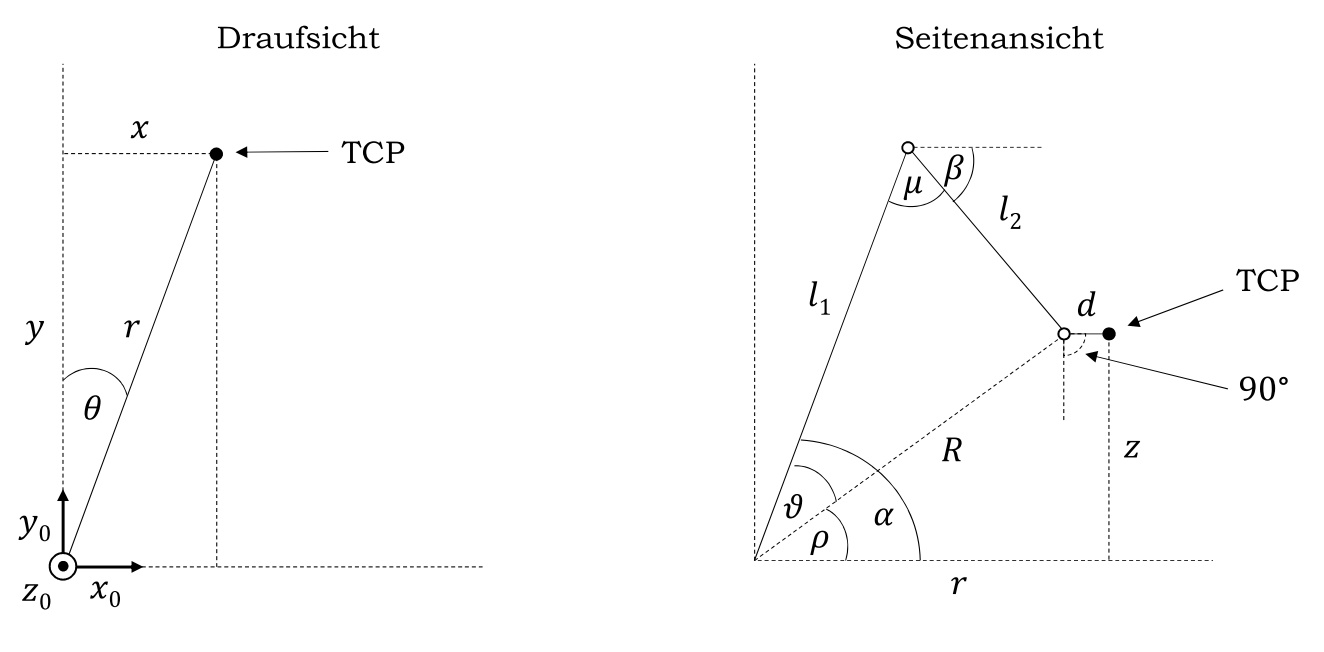 Draufsicht
x
TCP
y
r
θ
y₀
z₀
x₀
Seitenansicht
μ
β
l₂
l₁
d
TCP
90°
R
z
ϑ
α
ρ
r